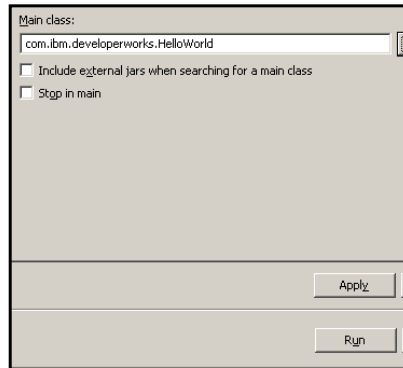 Main class:
com.ibm.developerworks.HelloWorld
Include external jars when searching for a main class
Stop in main
Apply
Run